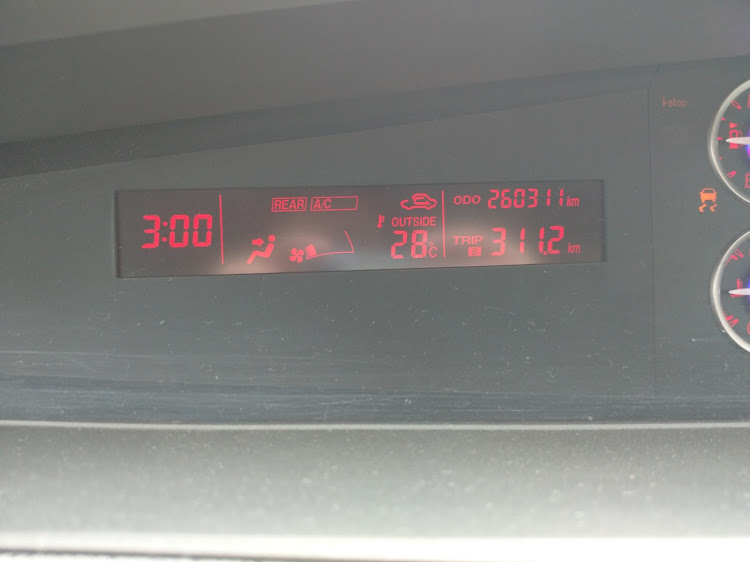 i-stop
REAR A/C
ODO 260311 km
3:00
OUTSIDE
28°C
TRIP B 311.2 km
E